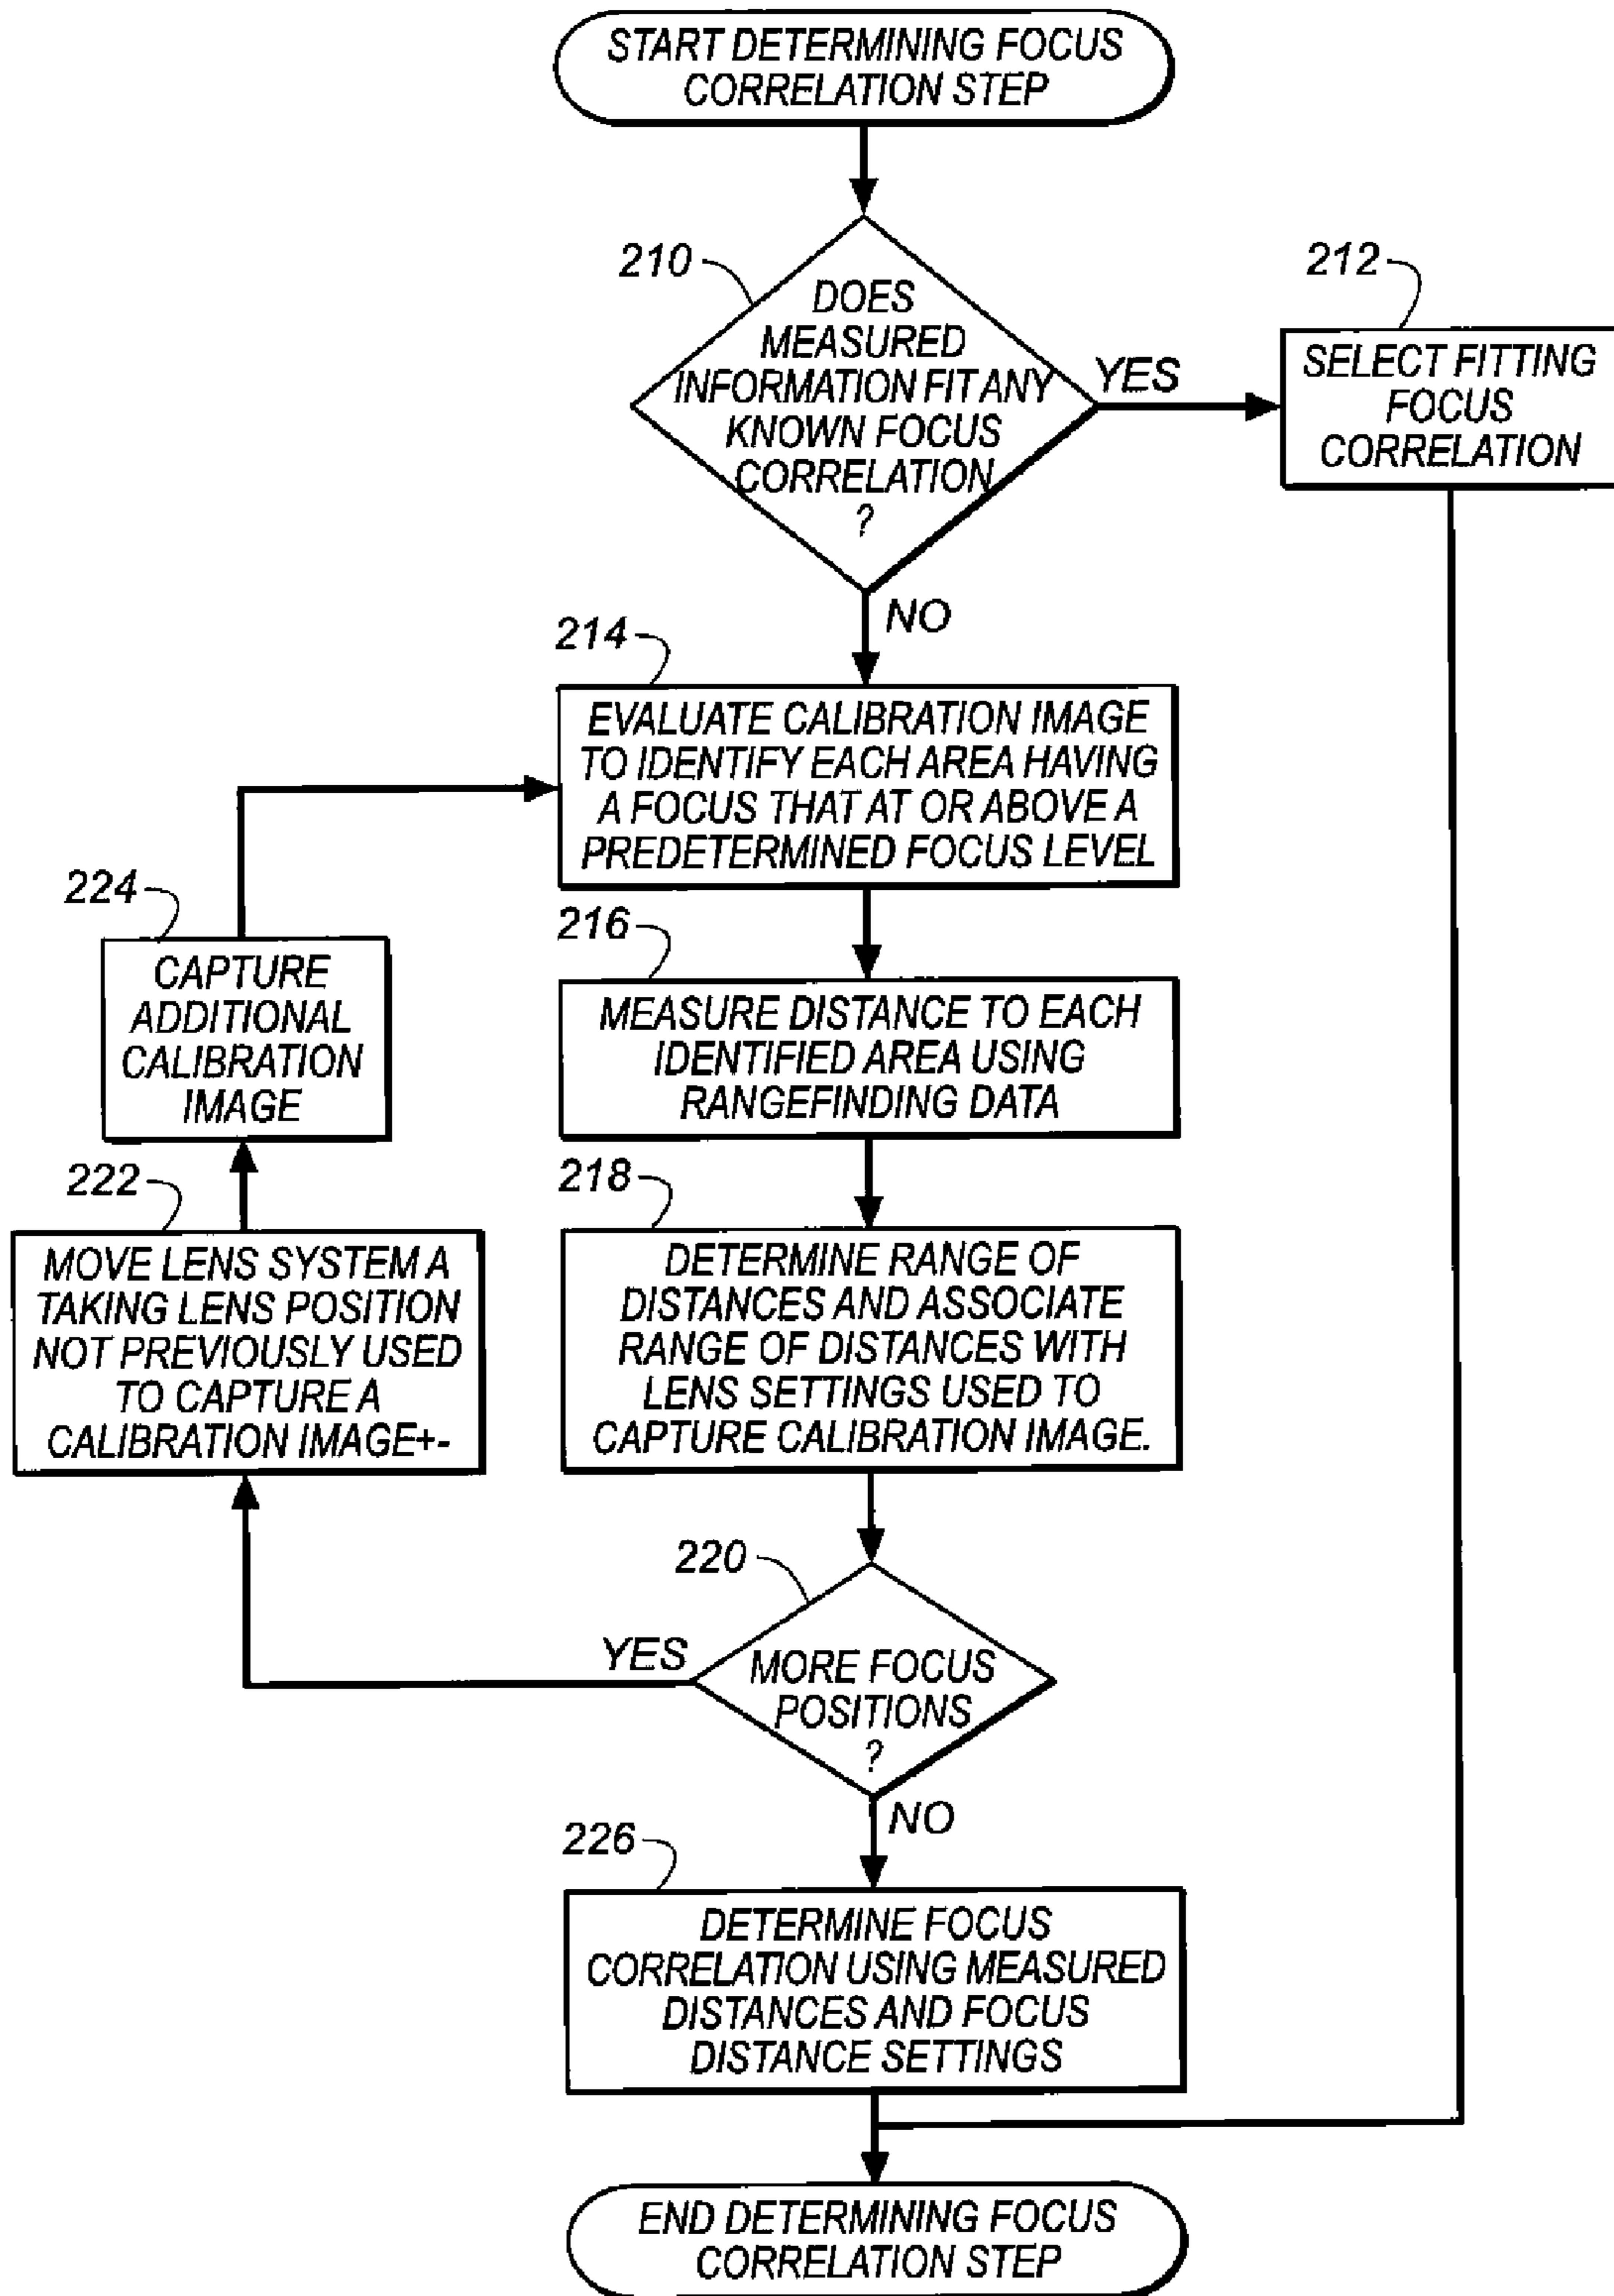 START DETERMINING FOCUS
CORRELATION STEP
210
DOES
MEASURED
INFORMATION FIT ANY
KNOWN FOCUS
CORRELATION
?
YES
212
SELECT FITTING
FOCUS
CORRELATION
NO
214
EVALUATE CALIBRATION IMAGE
TO IDENTIFY EACH AREA HAVING
A FOCUS THAT AT OR ABOVE A
PREDETERMINED FOCUS LEVEL
216
MEASURE DISTANCE TO EACH
IDENTIFIED AREA USING
RANGEFINDING DATA
218
DETERMINE RANGE OF
DISTANCES AND ASSOCIATE
RANGE OF DISTANCES WITH
LENS SETTINGS USED TO
CAPTURE CALIBRATION IMAGE.
220
MORE FOCUS
POSITIONS
?
YES
222
MOVE LENS SYSTEM A
TAKING LENS POSITION
NOT PREVIOUSLY USED
TO CAPTURE A
CALIBRATION IMAGE+-
224
CAPTURE
ADDITIONAL
CALIBRATION
IMAGE
NO
226
DETERMINE FOCUS
CORRELATION USING MEASURED
DISTANCES AND FOCUS
DISTANCE SETTINGS
END DETERMINING FOCUS
CORRELATION STEP